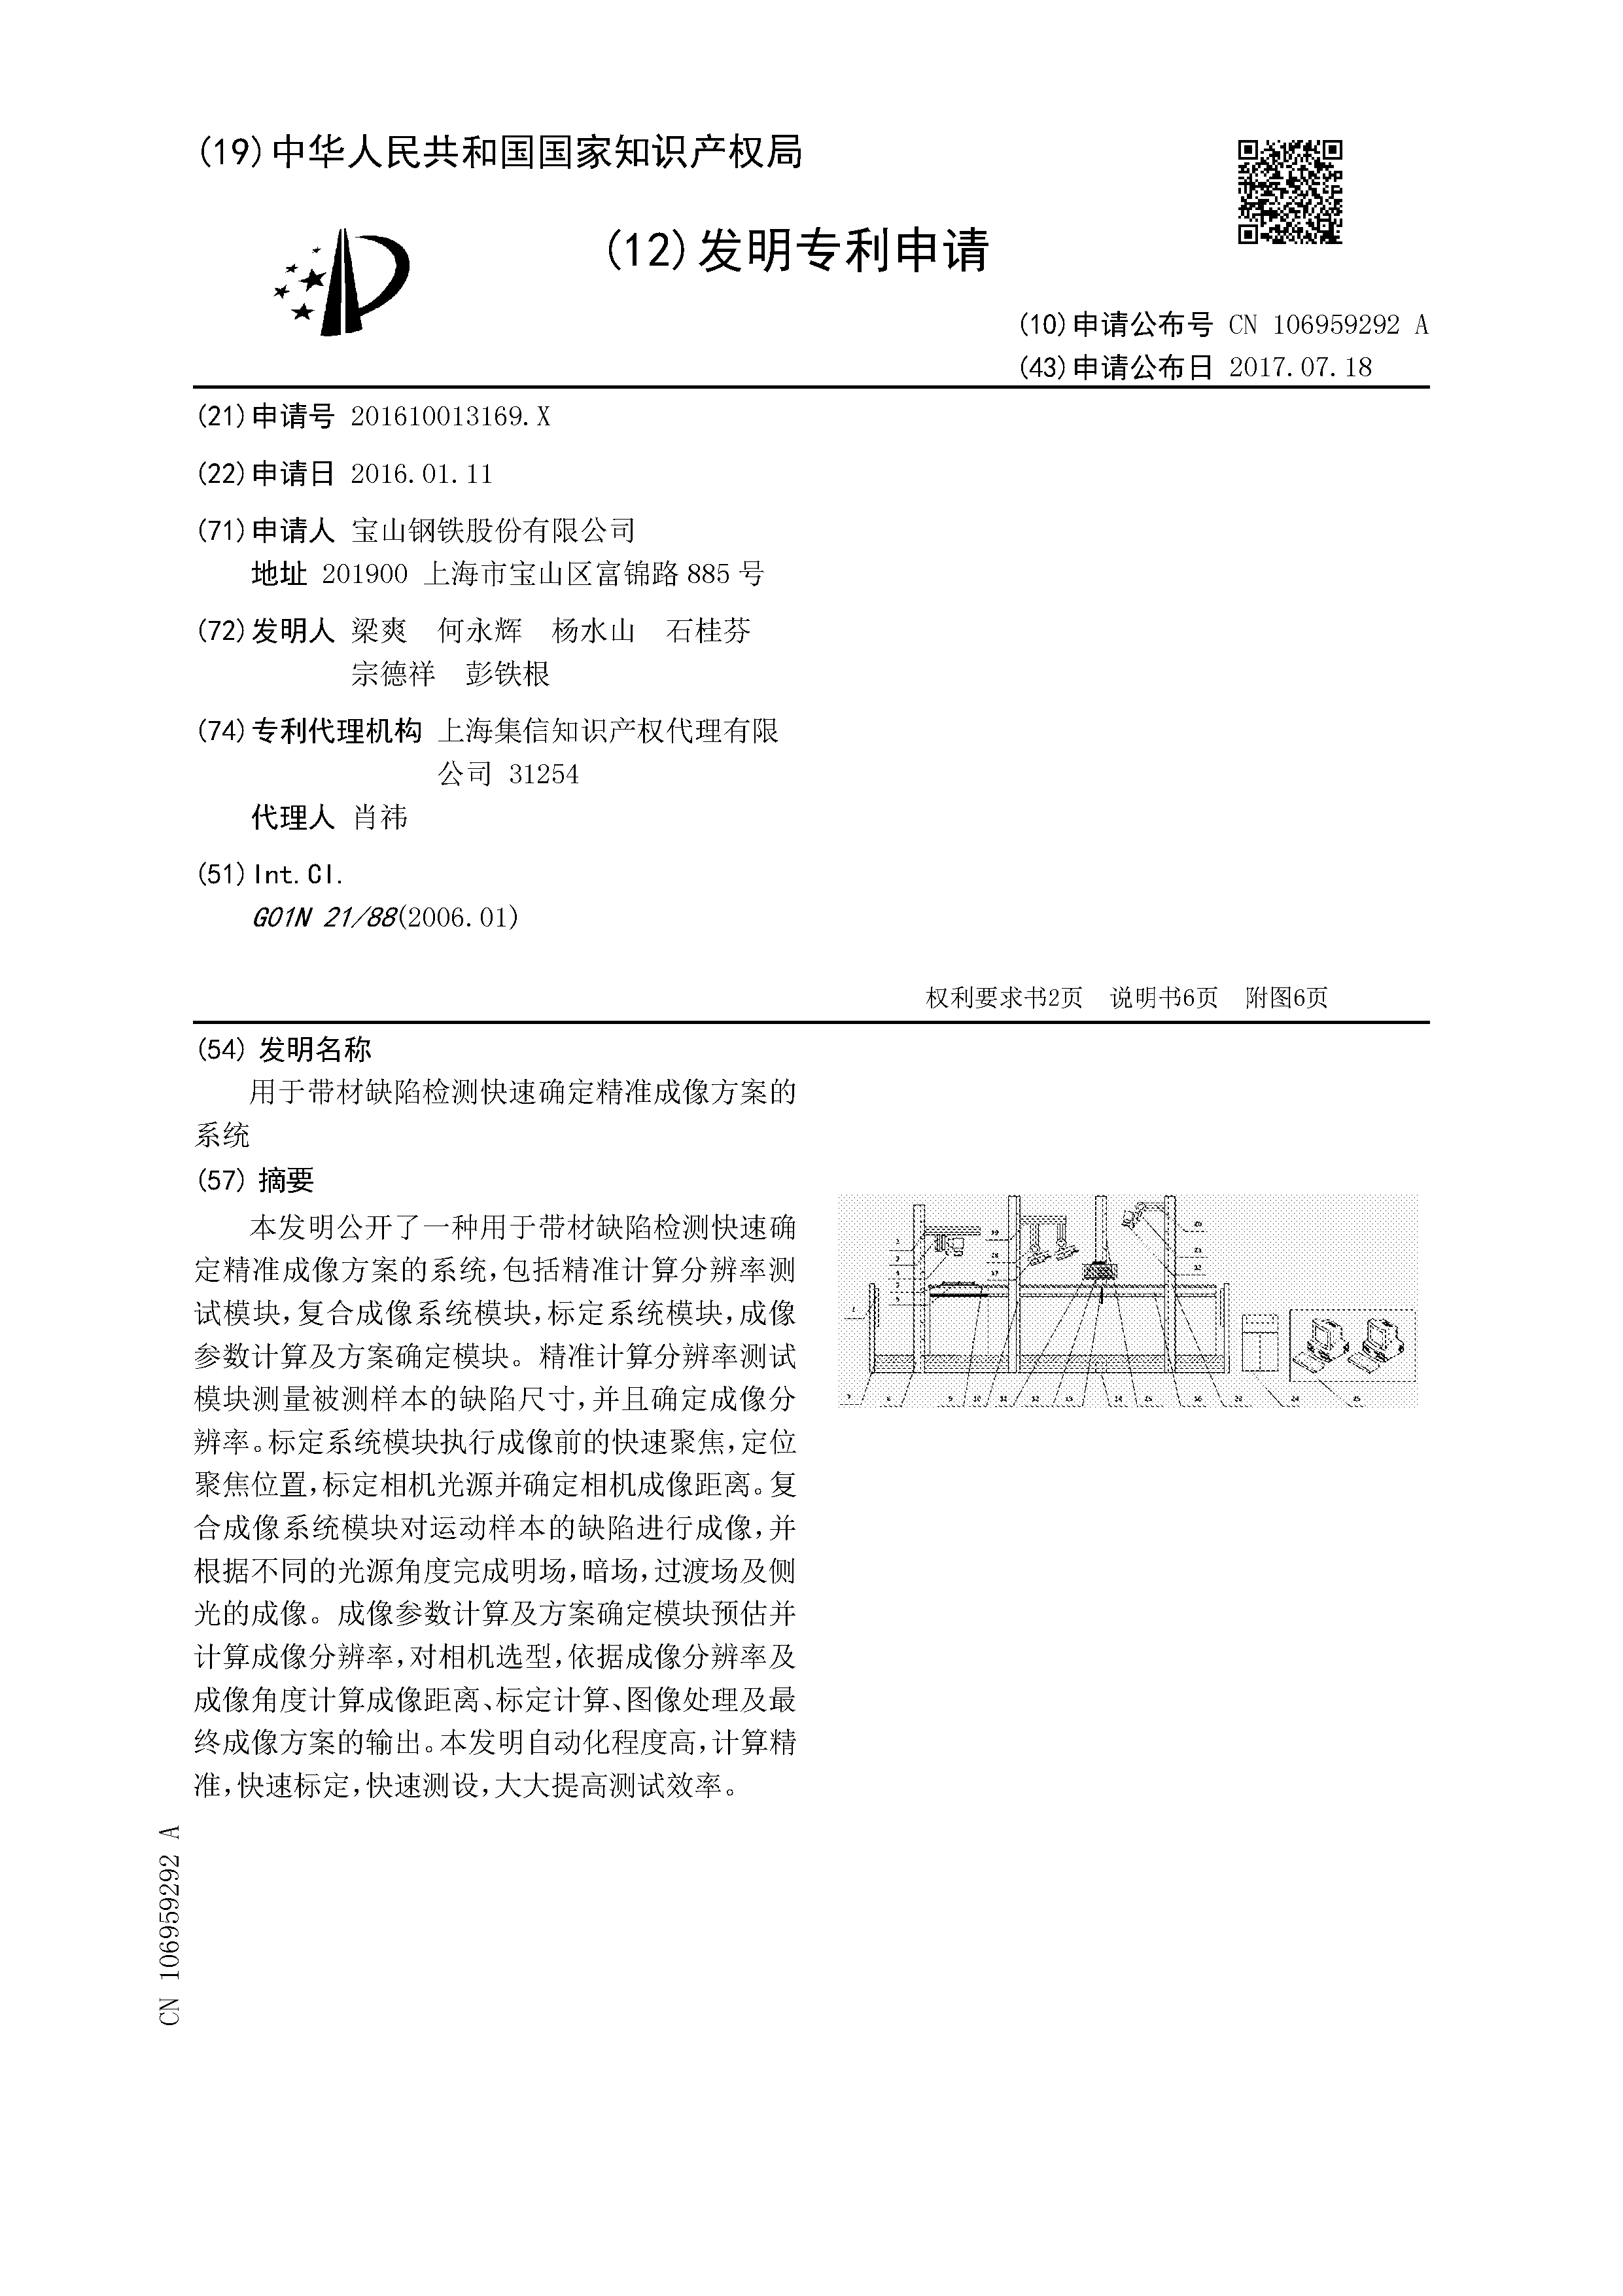 (19)中华人民共和国国家知识产权局
(12)发明专利申请
(10)申请公布号 CN 106959292 A
(43)申请公布日 2017.07.18
(21)申请号 201610013169.X
(22)申请日 2016.01.11
(71)申请人 宝山钢铁股份有限公司
地址 201900 上海市宝山区富锦路885号
(72)发明人 梁爽 何永辉 杨水山 石桂芬
宗德祥 彭铁根
(74)专利代理机构 上海集信知识产权代理有限
公司 31254
代理人 肖祎
(51)Int.Cl.
G01N 21/88(2006.01)
权利要求书2页 说明书6页 附图6页
(54)发明名称
用于带材缺陷检测快速确定精准成像方案的
系统
(57)摘要
本发明公开了一种用于带材缺陷检测快速确
定精准成像方案的系统,包括精准计算分辨率测
试模块,复合成像系统模块,标定系统模块,成像
参数计算及方案确定模块。精准计算分辨率测试
模块测量被测样本的缺陷尺寸,并且确定成像分
辨率。标定系统模块执行成像前的快速聚焦,定位
聚焦位置,标定相机光源并确定相机成像距离。复
合成像系统模块对运动样本的缺陷进行成像,并
根据不同的光源角度完成明场,暗场,过渡场及侧
光的成像。成像参数计算及方案确定模块预估并
计算成像分辨率,对相机选型,依据成像分辨率及
成像角度计算成像距离、标定计算、图像处理及最
终成像方案的输出。本发明自动化程度高,计算精
准,快速标定,快速测设,大大提高测试效率。
CN 106959292 A